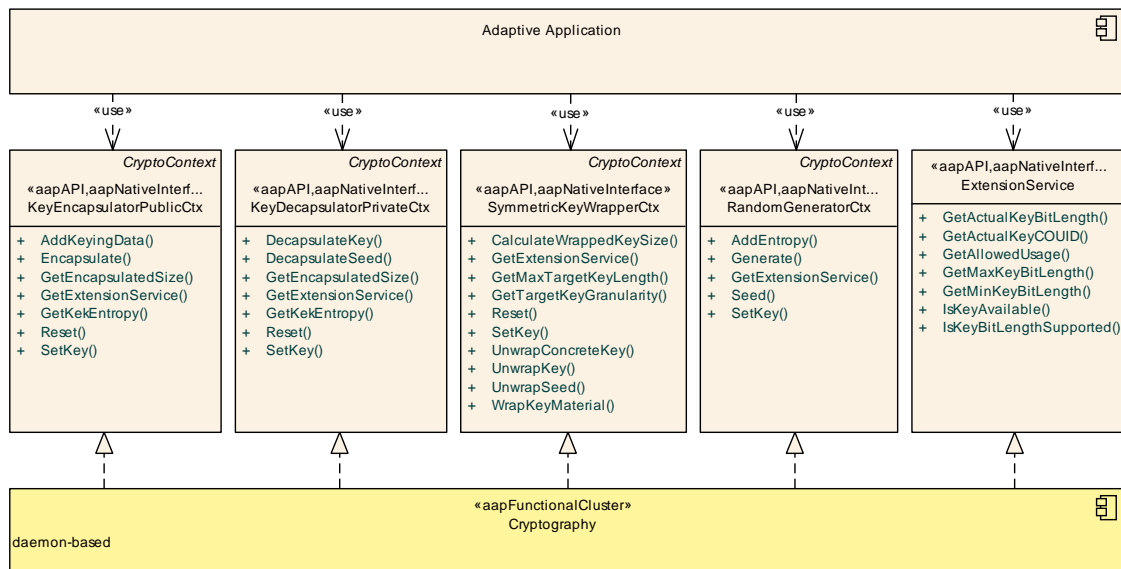 Adaptive Application
«use» «use» «use» «use» «use»
CryptoContext
«aapAPI,aapNativeInterf...
KeyEncapsulatorPublicCtx
+ AddKeyingData()
+ Encapsulate()
+ GetEncapsulatedSize()
+ GetExtensionService()
+ GetKekEntropy()
+ Reset()
+ SetKey()
CryptoContext
«aapAPI,aapNativeInterf...
KeyDecapsulatorPrivateCtx
+ DecapsulateKey()
+ DecapsulateSeed()
+ GetEncapsulatedSize()
+ GetExtensionService()
+ GetKekEntropy()
+ Reset()
+ SetKey()
CryptoContext
«aapAPI,aapNativeInterface»
SymmetricKeyWrapperCtx
+ CalculateWrappedKeySize()
+ GetExtensionService()
+ GetMaxTargetKeyLength()
+ GetTargetKeyGranularity()
+ Reset()
+ SetKey()
+ UnwrapConcreteKey()
+ UnwrapKey()
+ UnwrapSeed()
+ WrapKeyMaterial()
CryptoContext
«aapAPI,aapNativeInt...
RandomGeneratorCtx
+ AddEntropy()
+ Generate()
+ GetExtensionService()
+ Seed()
+ SetKey()
«aapAPI,aapNativeInterf...
ExtensionService
+ GetActualKeyBitLength()
+ GetActualKeyCOUID()
+ GetAllowedUsage()
+ GetMaxKeyBitLength()
+ GetMinKeyBitLength()
+ IsKeyAvailable()
+ IsKeyBitLengthSupported()
«aapFunctionalCluster»
Cryptography
daemon-based